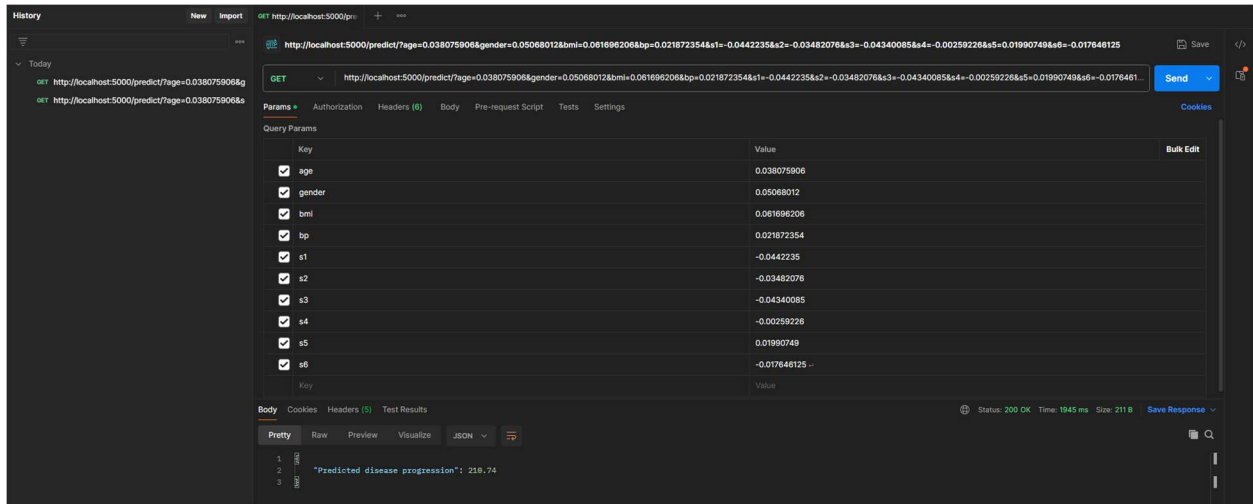 History
New Import
GET http://localhost:5000/pre
Today
GET http://localhost:5000/predict/?age=0.038075906&g
GET http://localhost:5000/predict/?age=0.038075906&s
http://localhost:5000/predict/?age=0.038075906&gender=0.05068012&bmi=0.061696206&bp=0.021872354&s1=-0.0442235&s2=-0.03482076&s3=-0.04340085&s4=-0.00259226&s5=0.01990749&s6=-0.017646125
Save
GET http://localhost:5000/predict/?age=0.038075906&gender=0.05068012&bmi=0.061696206&bp=0.021872354&s1=-0.0442235&s2=-0.03482076&s3=-0.04340085&s4=-0.00259226&s5=0.01990749&s6=-0.0176461...
Send
Params Authorization Headers (6) Body Pre-request Script Tests Settings Cookies
Query Params
Key Value Bulk Edit
age 0.038075906
gender 0.05068012
bmi 0.061696206
bp 0.021872354
s1 -0.0442235
s2 -0.03482076
s3 -0.04340085
s4 -0.00259226
s5 0.01990749
s6 -0.017646125
Key Value
Body Cookies Headers (5) Test Results Status: 200 OK Time: 1945 ms Size: 211 B Save Response
Pretty Raw Preview Visualize JSON
1 {
2 "Predicted disease progression": 210.74
3 }